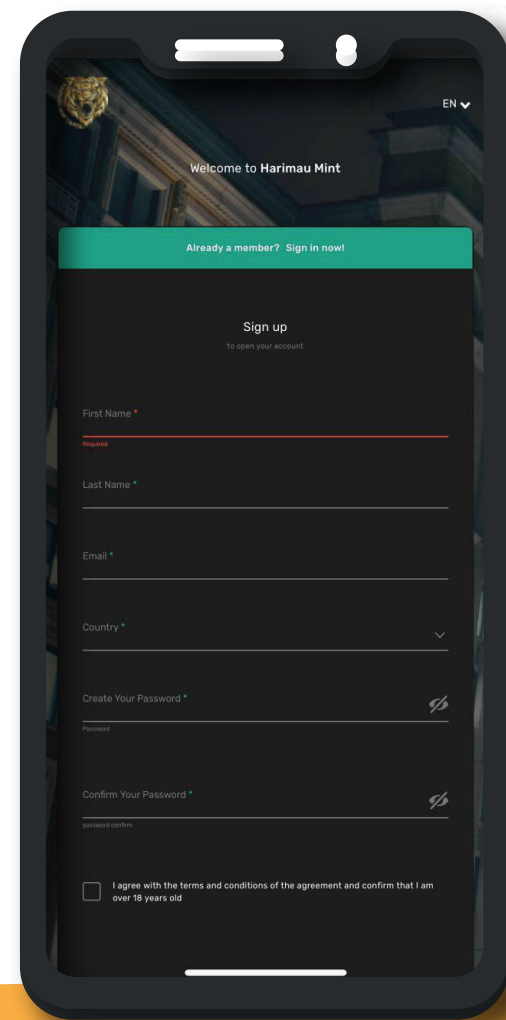 EN
Welcome to Harimau Mint
Already a member? Sign in now!
Sign up
to open your account
First Name *
Required
Last Name *
Email *
Country *
Create Your Password *
Password
Confirm Your Password *
password confirm
I agree with the terms and conditions of the agreement and confirm that I am
over 18 years old